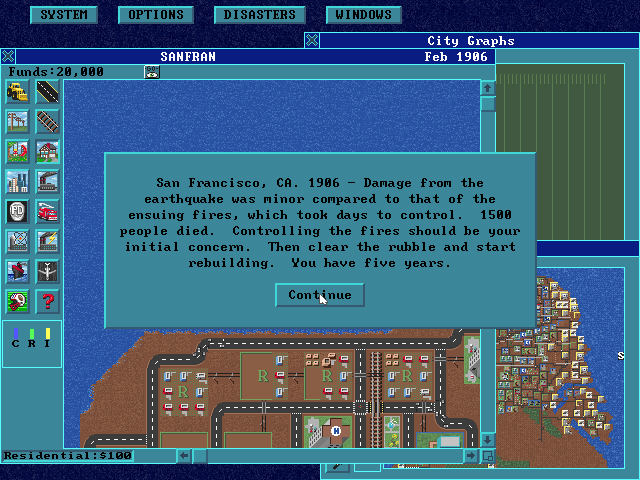 SYSTEM OPTIONS DISASTERS WINDOWS
City Graphs
SANFRAN Feb 1906
Funds:20,000 GO-
San Francisco, CA. 1906 - Damage from the
earthquake was minor compared to that of the
ensuing fires, which took days to control. 1500
people died. Controlling the fires should be your
initial concern. Then clear the rubble and start
rebuilding. You have five years.
Continue
PD
?
C R I
S
R R R
H
Residential:$100